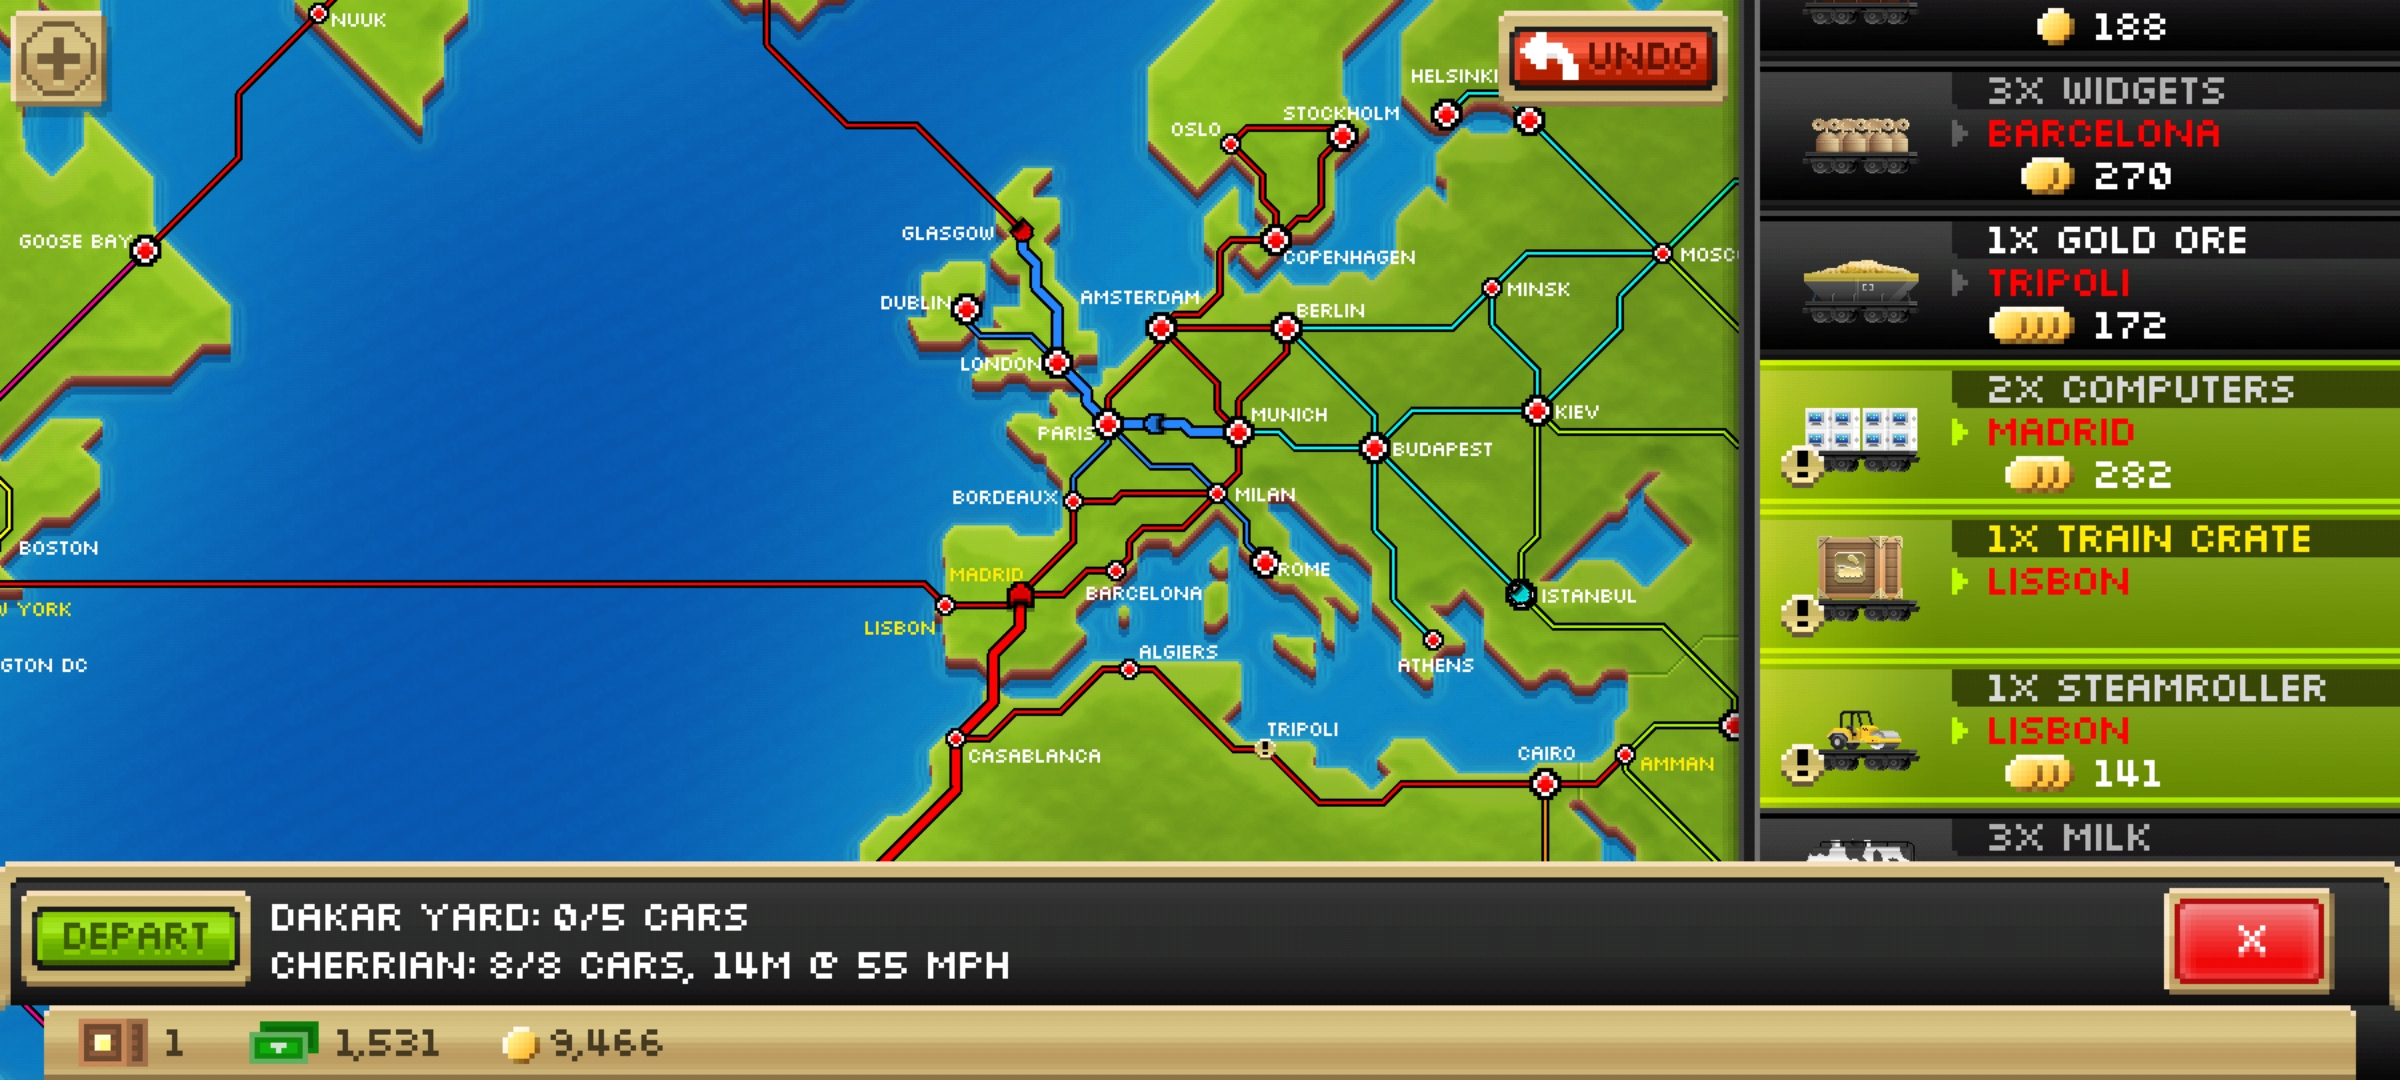 NUUK
UNDO
HELSINKI
STOCKHOLM
OSLO
GOOSE BAY
GLASGOW
COPENHAGEN
MINSK
AMSTERDAM
DUBLIN
BERLIN
LONDON
MUNICH
KIEV
PARIS
BUDAPEST
BORDEAUX
MILAN
BOSTON
ROME
MADRID
BARCELONA
ISTANBUL
YORK
LISBON
ALGIERS
GTON DC
ATHENS
TRIPOLI
CASABLANCA
CAIRO
AMMAN
188
3X WIDGETS
BARCELONA
270
1X GOLD ORE
TRIPOLI
172
2X COMPUTERS
MADRID
282
1X TRAIN CRATE
LISBON
1X STEAMROLLER
LISBON
141
3X MILK
DEPART
DAKAR YARD: 0/5 CARS
CHERRIAN: 8/8 CARS, 14M @ 55 MPH
X
1
1,531
9,466